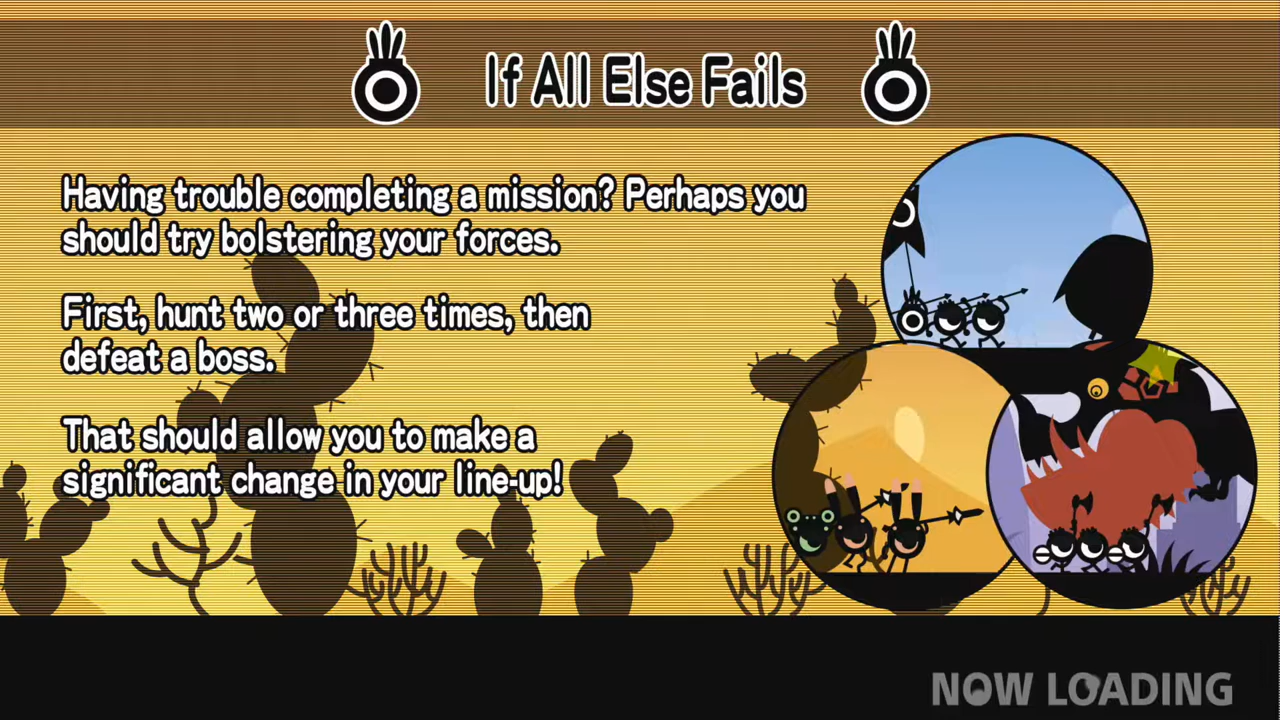 If All Else Fails
Having trouble completing a mission? Perhaps you
should try bolstering your forces.
First, hunt two or three times, then
defeat a boss.
That should allow you to make a
significant change in your line-up!
NOW LOADING